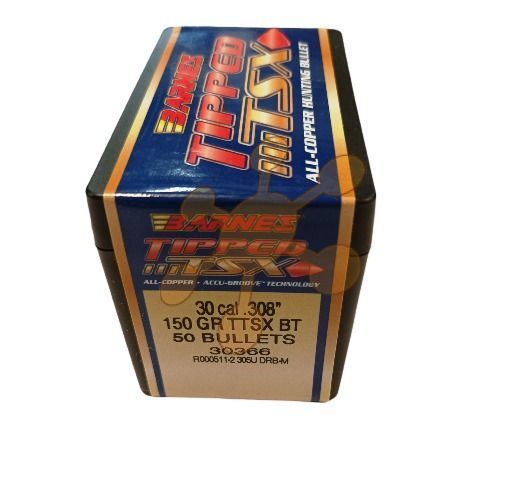 BARNES
TIPPED
TSX
ALL-COPPER HUNTING BULLET
BARNES
TIPPED
TSX
ALL-COPPER • ACCU-GROOVE™ TECHNOLOGY
30 cal .308"
150 GR TTSX BT
50 BULLETS
30366
R000511-2 305U DRB-M